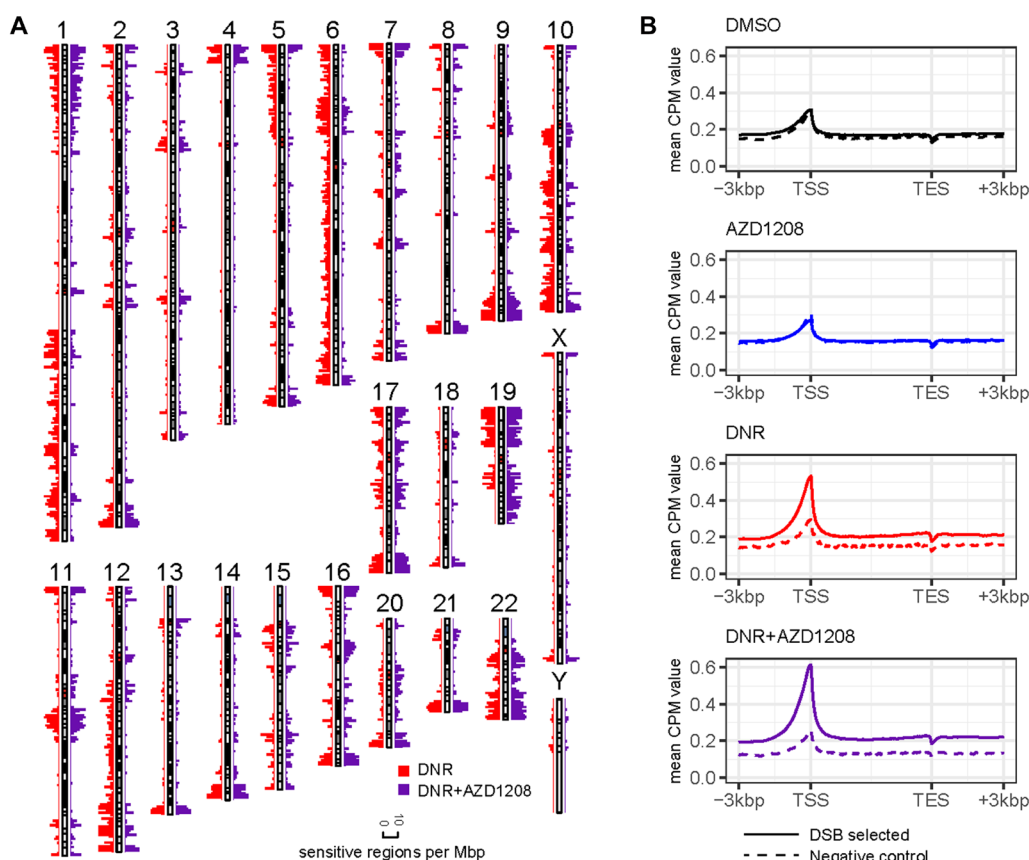 A
1 2 3 4 5 6 7 8 9 10
X
17 18 19
Y
11 12 13 14 15 16 20 21 22
DNR
DNR+AZD1208
0 10
sensitive regions per Mbp
B
DMSO
mean CPM value
0.6
0.4
0.2
0.0
−3kbp TSS TES +3kbp
AZD1208
mean CPM value
0.6
0.4
0.2
0.0
−3kbp TSS TES +3kbp
DNR
mean CPM value
0.6
0.4
0.2
0.0
−3kbp TSS TES +3kbp
DNR+AZD1208
mean CPM value
0.6
0.4
0.2
0.0
−3kbp TSS TES +3kbp
DSB selected
Negative control